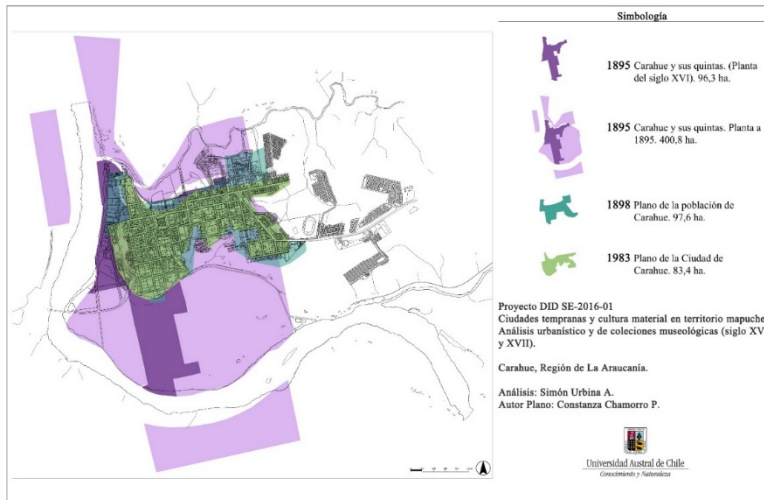 Simbología
1895 Carahue y sus quintas. (Planta
del siglo XVI). 96,3 ha.
1895 Carahue y sus quintas. Planta a
1895. 400,8 ha.
1898 Plano de la población de
Carahue. 97,6 ha.
1983 Plano de la Ciudad de
Carahue. 83,4 ha.
Proyecto DID SE-2016-01
Ciudades tempranas y cultura material en territorio mapuche
Análisis urbanístico y de coleciones museológicas (siglo XV
y XVII).
Carahue, Región de La Araucanía.
Análisis: Simón Urbina A.
Autor Plano: Constanza Chamorro P.
Universidad Austral de Chile
Conocimiento y Naturaleza